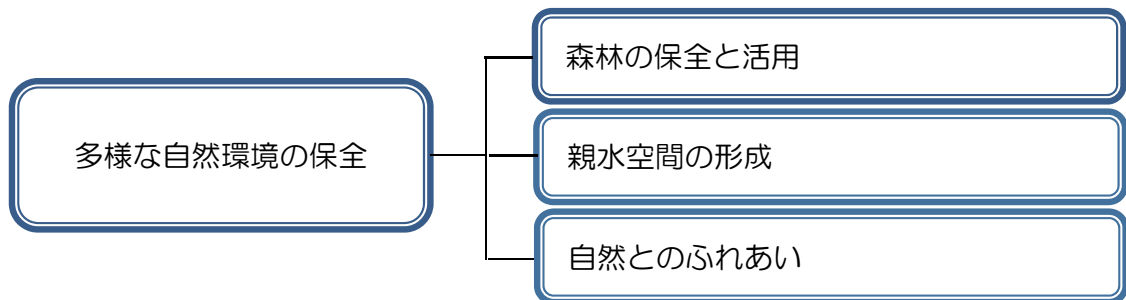 多様な自然環境の保全
森林の保全と活用
親水空間の形成
自然とのふれあい